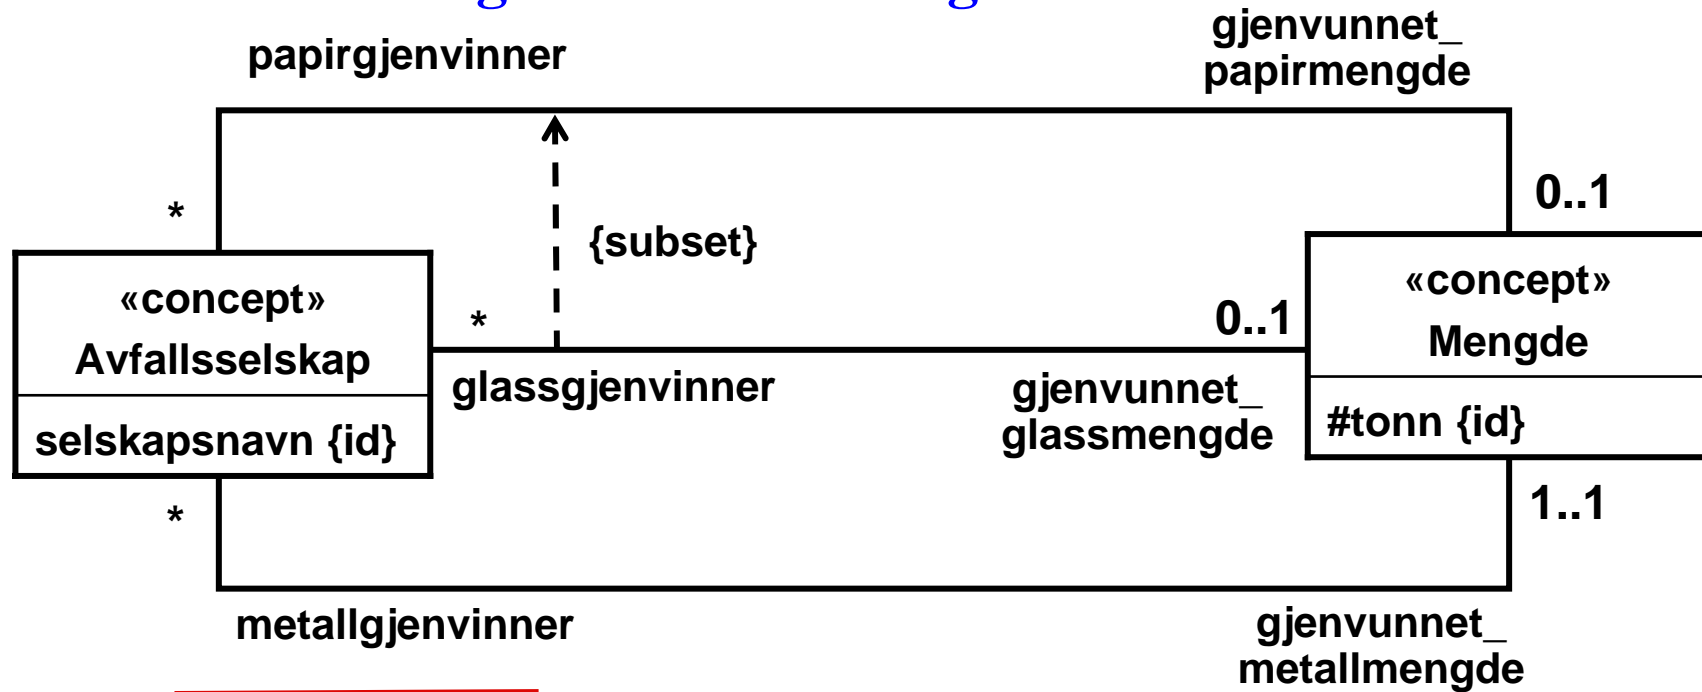 papirgjenvinner
gjenvunnet_
papirmengde
*
0..1
{subset}
«concept»
Avfallsselskap
selskapsnavn {id}
*
0..1
«concept»
Mengde
#tonn {id}
glassgjenvinner
gjenvunnet_
glassmengde
*
1..1
metallgjenvinner
gjenvunnet_
metallmengde